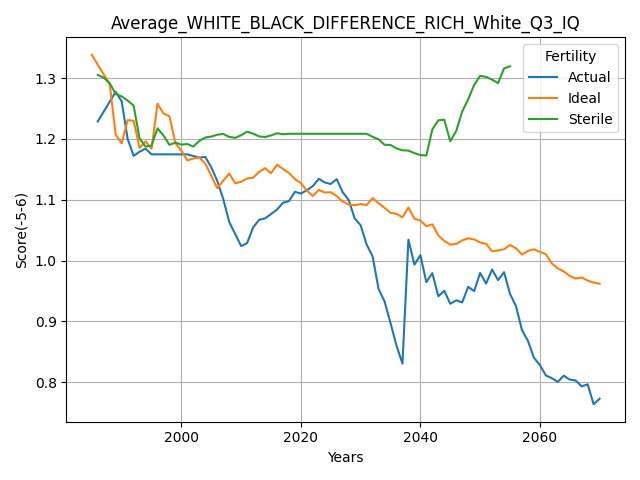 Average_WHITE_BLACK_DIFFERENCE_RICH_White_Q3_IQ
Fertility
Actual
Ideal
Sterile
Score(-5-6)
1.3
1.2
1.1
1.0
0.9
0.8
2000
2020
2040
2060
Years